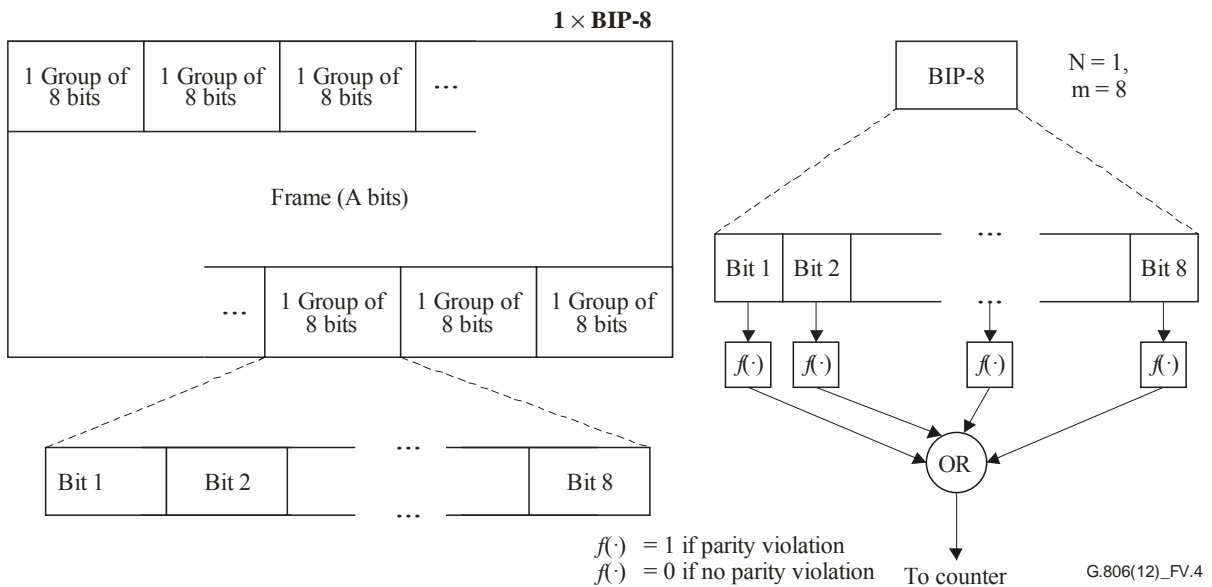 1 × BIP-8
1 Group of
8 bits
1 Group of
8 bits
1 Group of
8 bits
...
Frame (A bits)
...
1 Group of
8 bits
1 Group of
8 bits
1 Group of
8 bits
Bit 1
Bit 2
...
...
Bit 8
BIP-8
N = 1,
m = 8
...
Bit 1
Bit 2
Bit 8
...
f(·)
f(·)
f(·)
f(·)
OR
f(·) = 1 if parity violation
f(·) = 0 if no parity violation
To counter
G.806(12)_FV.4